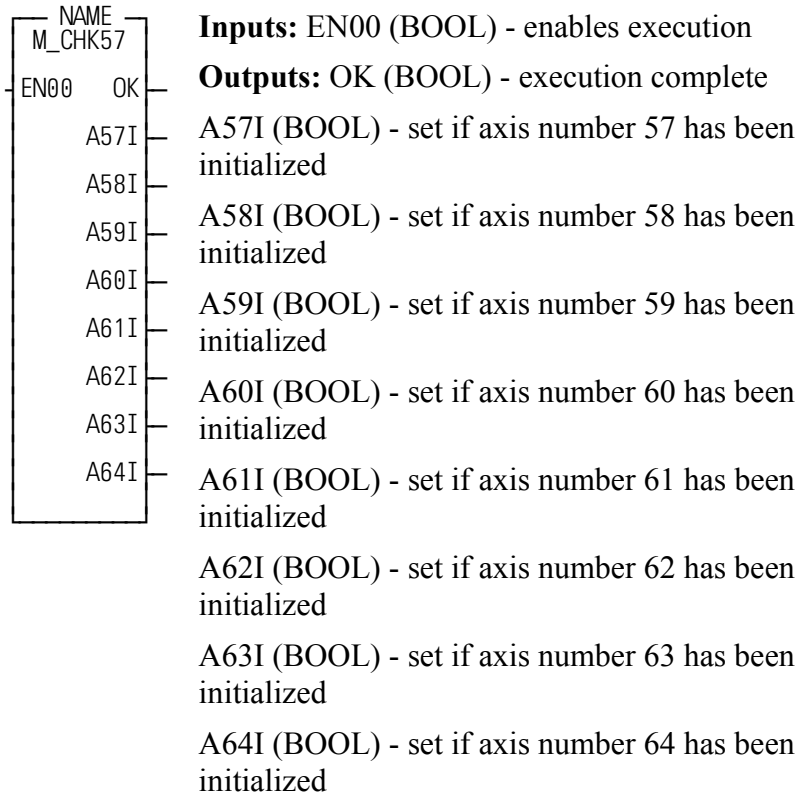 NAME
M_CHK57
EN00 OK
A57I
A58I
A59I
A60I
A61I
A62I
A63I
A64I
Inputs: EN00 (BOOL) - enables execution
Outputs: OK (BOOL) - execution complete
A57I (BOOL) - set if axis number 57 has been
initialized
A58I (BOOL) - set if axis number 58 has been
initialized
A59I (BOOL) - set if axis number 59 has been
initialized
A60I (BOOL) - set if axis number 60 has been
initialized
A61I (BOOL) - set if axis number 61 has been
initialized
A62I (BOOL) - set if axis number 62 has been
initialized
A63I (BOOL) - set if axis number 63 has been
initialized
A64I (BOOL) - set if axis number 64 has been
initialized